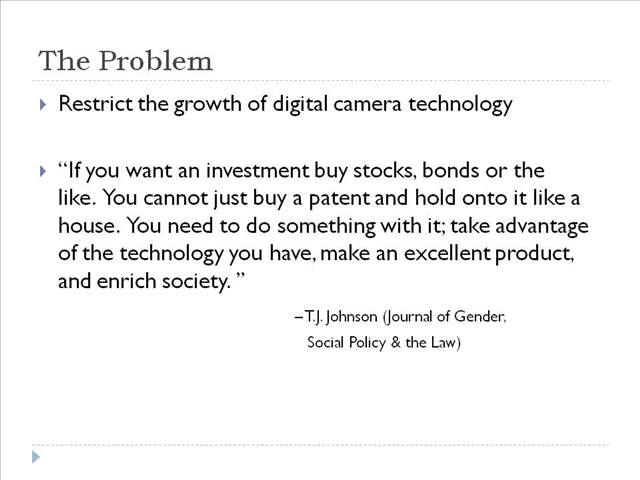 The Problem
Restrict the growth of digital camera technology
“If you want an investment buy stocks, bonds or the
like. You cannot just buy a patent and hold onto it like a
house. You need to do something with it; take advantage
of the technology you have, make an excellent product,
and enrich society. ”
–T.J. Johnson (Journal of Gender,
Social Policy & the Law)